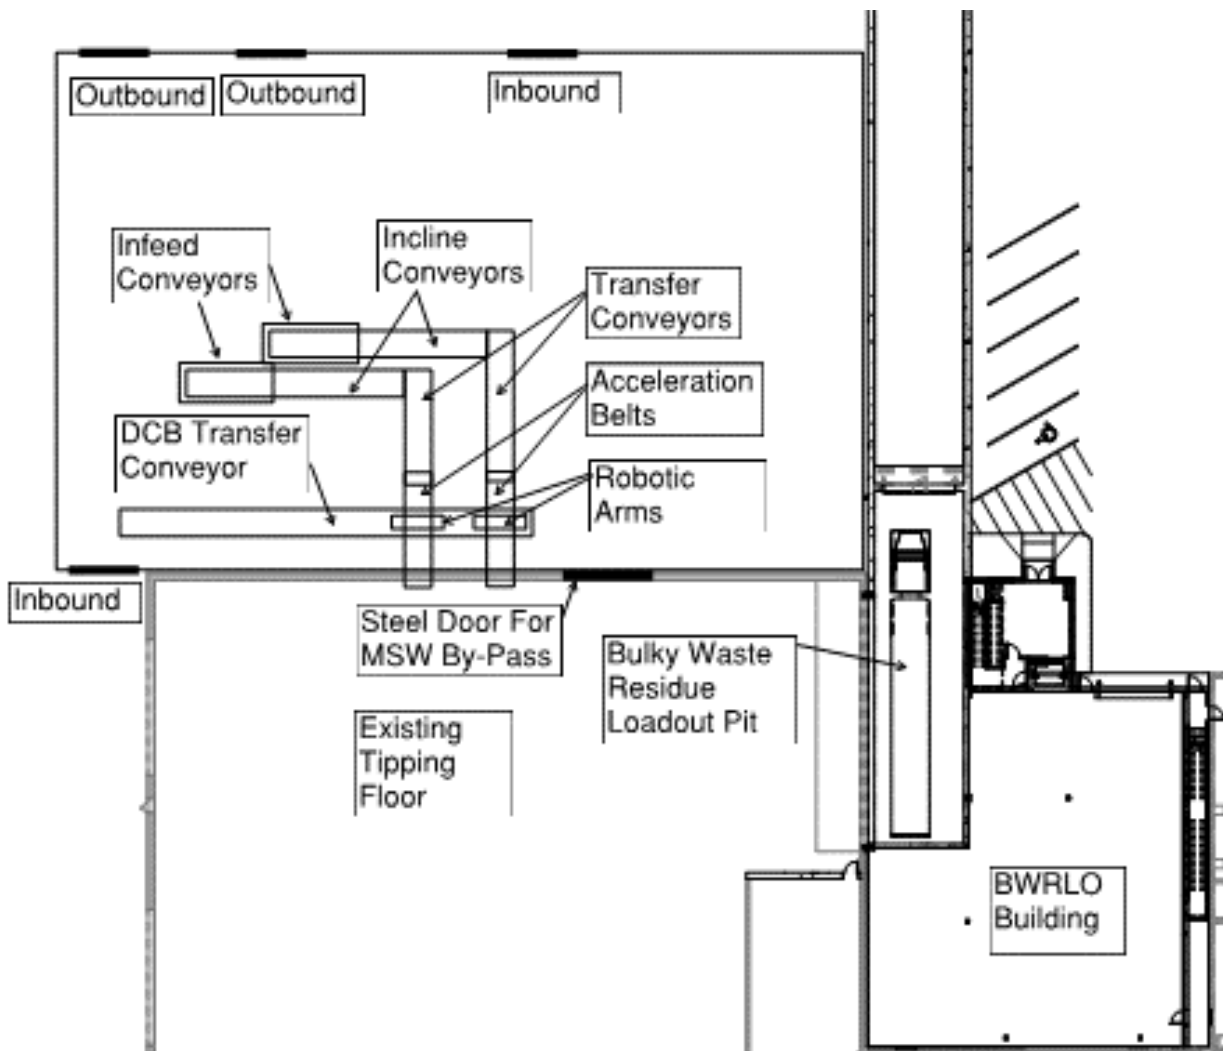 Outbound
Outbound
Inbound
Infeed
Conveyors
Incline
Conveyors
Transfer
Conveyors
Acceleration
Belts
DCB Transfer
Conveyor
Robotic
Arms
Inbound
Steel Door For
MSW By-Pass
Bulky Waste
Residue
Loadout Pit
Existing
Tipping
Floor
BWRLO
Building